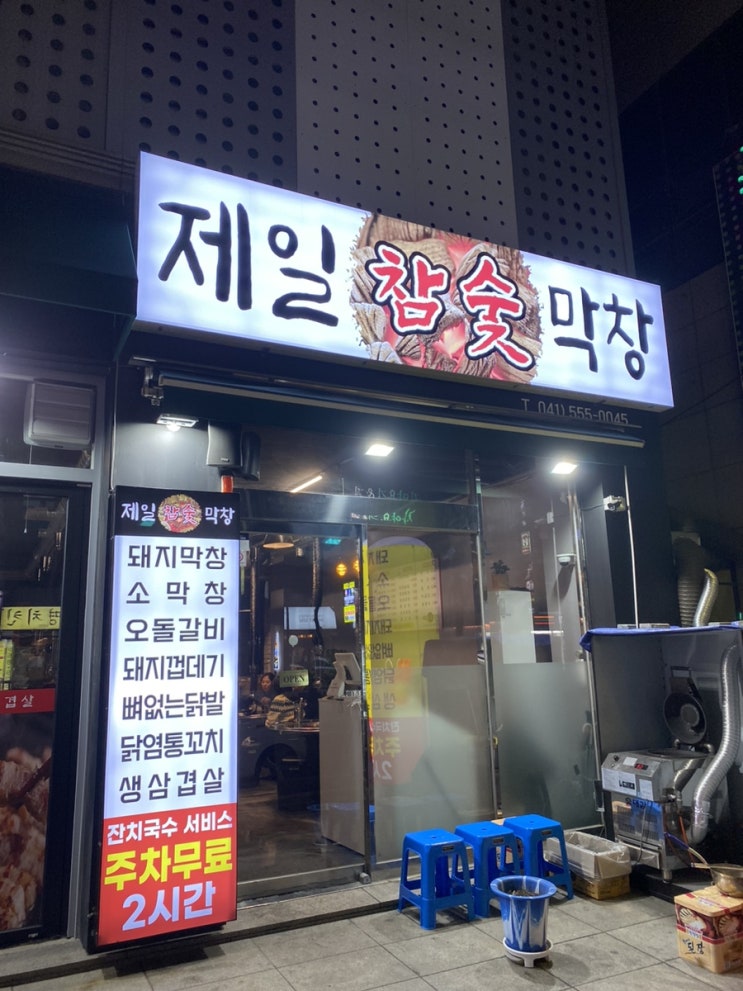 제일 참숯 막창
T. 041) 555-0045
제일 참숯 막창
돼지막창
소막창
오돌갈비
돼지껍데기
뼈없는닭발
닭염통꼬치
생삼겹살
잔치국수 서비스
주차무료
2시간
OPEN
겹살